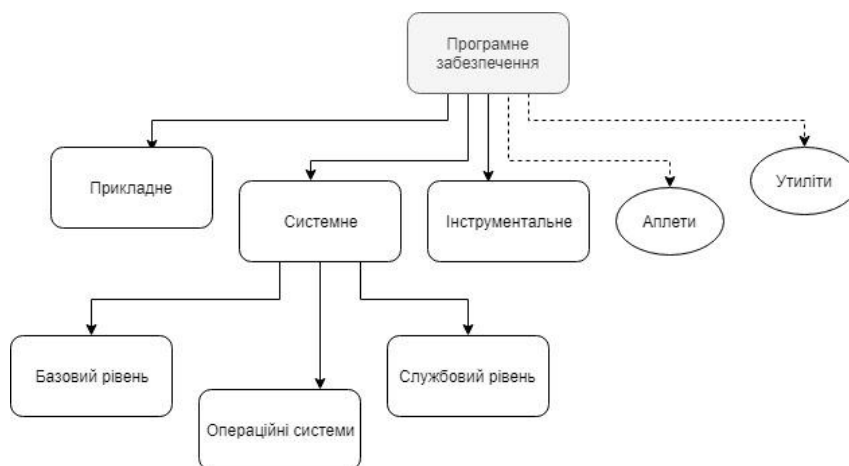 Програмне
забезпечення
Прикладне
Системне
Інструментальне
Аплети
Утиліти
Базовий рівень
Операційні системи
Службовий рівень